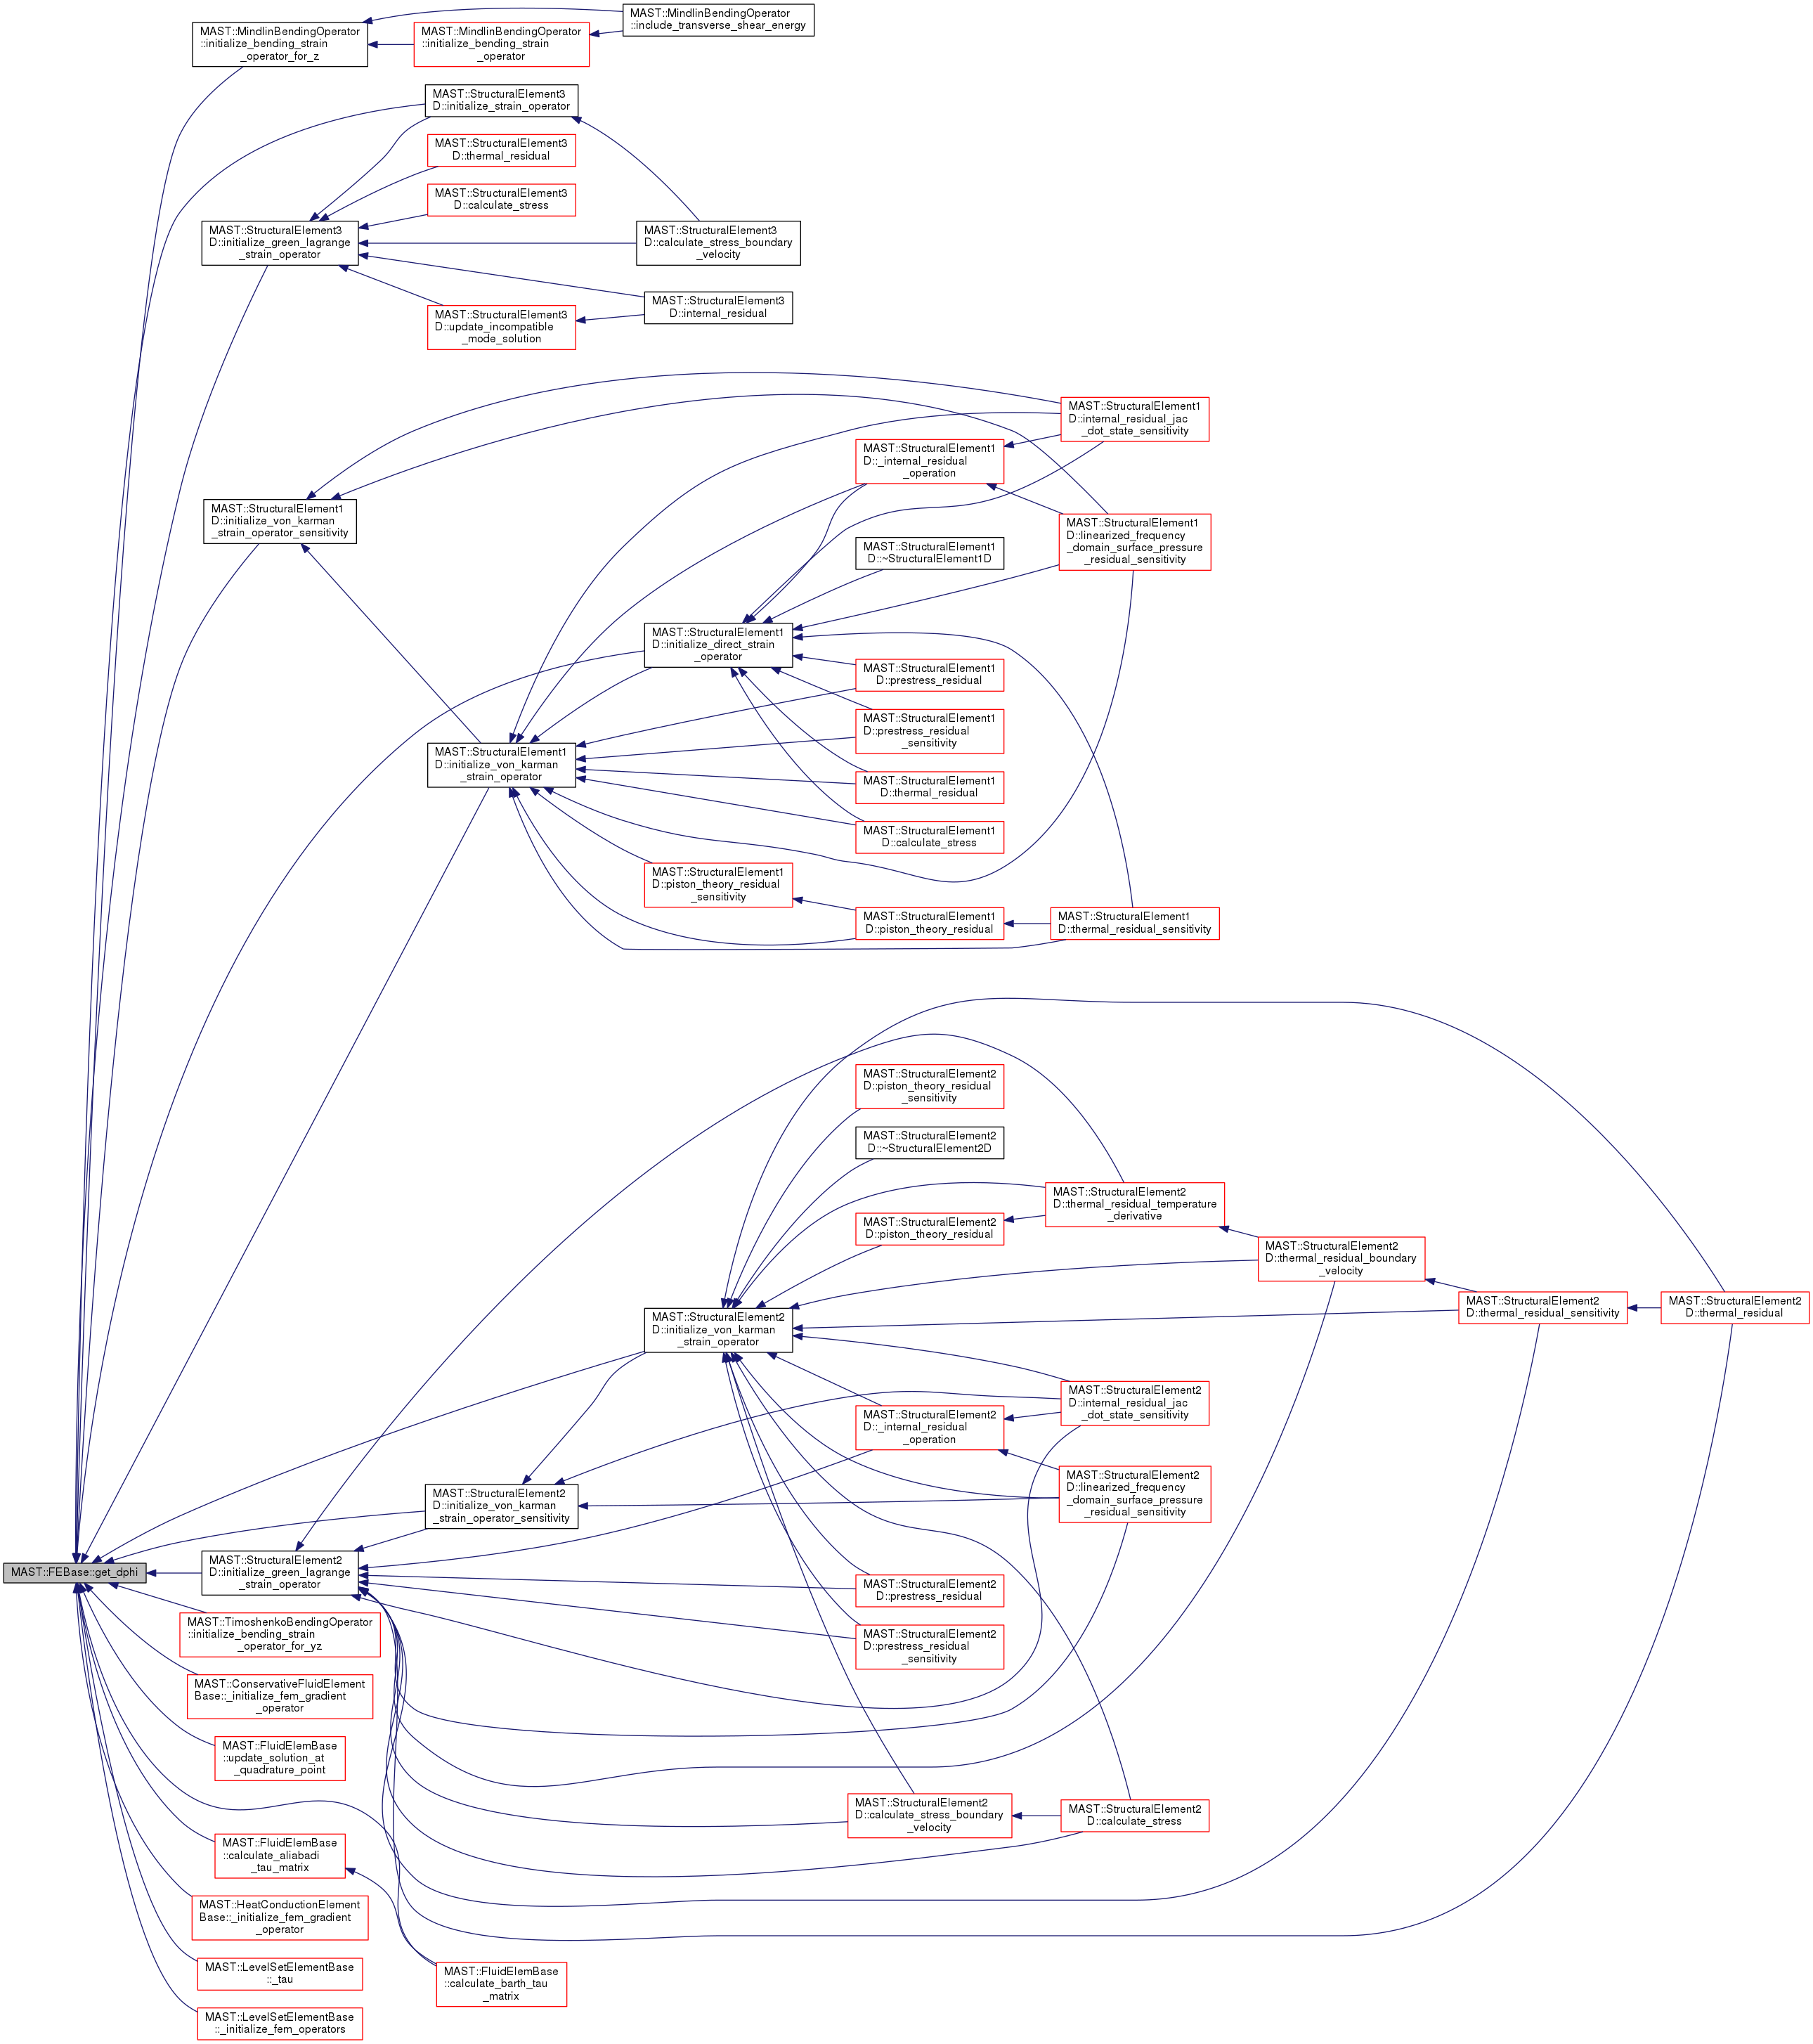 MAST::MindlinBendingOperator
::include_transverse_shear_energy
MAST::MindlinBendingOperator
::initialize_bending_strain
_operator_for_z
MAST::MindlinBendingOperator
::initialize_bending_strain
_operator
MAST::StructuralElement3
D::initialize_strain_operator
MAST::StructuralElement3
D::thermal_residual
MAST::StructuralElement3
D::calculate_stress
MAST::StructuralElement3
D::initialize_green_lagrange
_strain_operator
MAST::StructuralElement3
D::calculate_stress_boundary
_velocity
MAST::StructuralElement3
D::internal_residual
MAST::StructuralElement3
D::update_incompatible
_mode_solution
MAST::StructuralElement1
D::internal_residual_jac
_dot_state_sensitivity
MAST::StructuralElement1
D::_internal_residual
_operation
MAST::StructuralElement1
D::initialize_von_karman
_strain_operator_sensitivity
MAST::StructuralElement1
D::linearized_frequency
_domain_surface_pressure
_residual_sensitivity
MAST::StructuralElement1
D::~StructuralElement1D
MAST::StructuralElement1
D::initialize_direct_strain
_operator
MAST::StructuralElement1
D::prestress_residual
MAST::StructuralElement1
D::prestress_residual
_sensitivity
MAST::StructuralElement1
D::initialize_von_karman
_strain_operator
MAST::StructuralElement1
D::thermal_residual
MAST::StructuralElement1
D::calculate_stress
MAST::StructuralElement1
D::piston_theory_residual
_sensitivity
MAST::StructuralElement1
D::piston_theory_residual
MAST::StructuralElement1
D::thermal_residual_sensitivity
MAST::StructuralElement2
D::piston_theory_residual
_sensitivity
MAST::StructuralElement2
D::~StructuralElement2D
MAST::StructuralElement2
D::thermal_residual_temperature
_derivative
MAST::StructuralElement2
D::piston_theory_residual
MAST::StructuralElement2
D::thermal_residual_boundary
_velocity
MAST::StructuralElement2
D::thermal_residual_sensitivity
MAST::StructuralElement2
D::thermal_residual
MAST::StructuralElement2
D::initialize_von_karman
_strain_operator
MAST::StructuralElement2
D::internal_residual_jac
_dot_state_sensitivity
MAST::StructuralElement2
D::_internal_residual
_operation
MAST::StructuralElement2
D::linearized_frequency
_domain_surface_pressure
_residual_sensitivity
MAST::StructuralElement2
D::initialize_von_karman
_strain_operator_sensitivity
MAST::FEBase::get_dphi
MAST::StructuralElement2
D::initialize_green_lagrange
_strain_operator
MAST::StructuralElement2
D::prestress_residual
MAST::StructuralElement2
D::prestress_residual
_sensitivity
MAST::TimoshenkoBendingOperator
::initialize_bending_strain
_operator_for_yz
MAST::ConservativeFluidElement
Base::_initialize_fem_gradient
_operator
MAST::FluidElemBase
::update_solution_at
_quadrature_point
MAST::StructuralElement2
D::calculate_stress_boundary
_velocity
MAST::StructuralElement2
D::calculate_stress
MAST::FluidElemBase
::calculate_aliabadi
_tau_matrix
MAST::HeatConductionElement
Base::_initialize_fem_gradient
_operator
MAST::LevelSetElementBase
::_tau
MAST::FluidElemBase
::calculate_barth_tau
_matrix
MAST::LevelSetElementBase
::_initialize_fem_operators